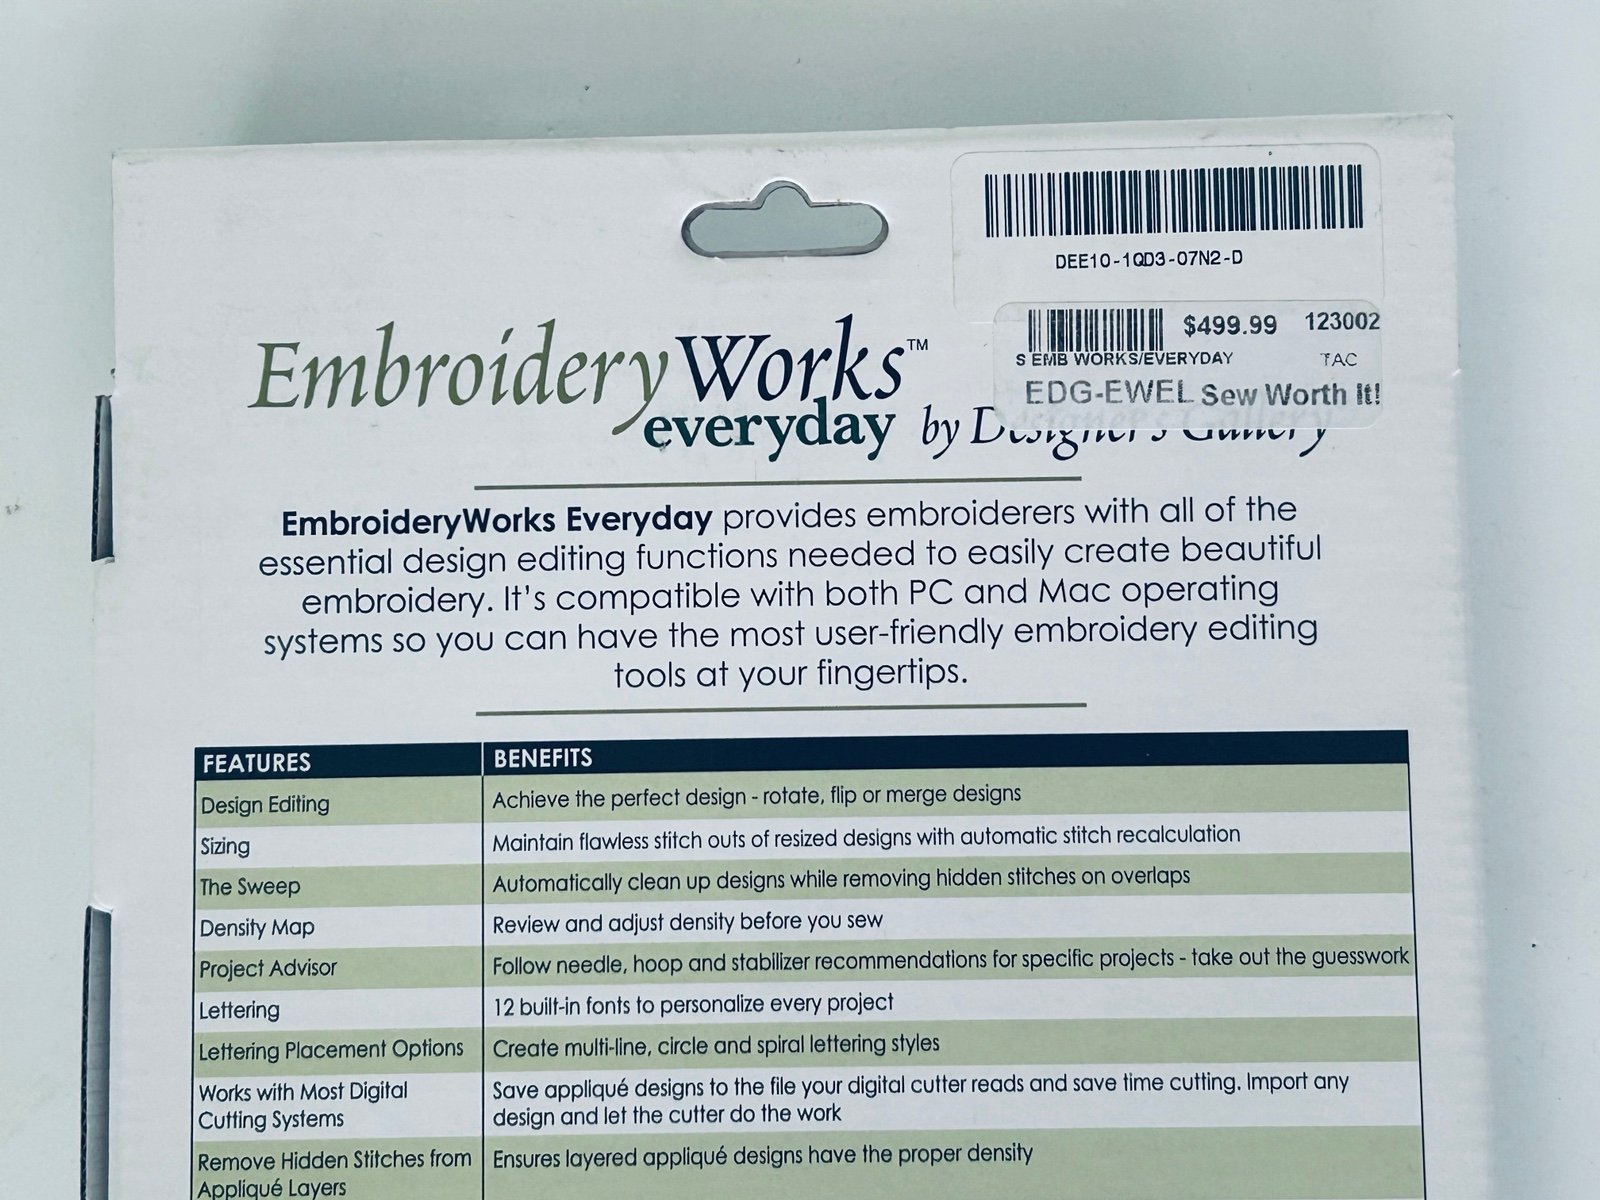 DEE10-1QD3-07N2-D
$499.99 123002
S EMB WORKS/EVERYDAY TAC
EDG-EWEL Sew Worth It!
EmbroideryWorks™
everyday by Designer's Gallery
EmbroideryWorks Everyday provides embroiderers with all of the
essential design editing functions needed to easily create beautiful
embroidery. It's compatible with both PC and Mac operating
systems so you can have the most user-friendly embroidery editing
tools at your fingertips.
FEATURES BENEFITS
Design Editing Achieve the perfect design - rotate, flip or merge designs
Sizing Maintain flawless stitch outs of resized designs with automatic stitch recalculation
The Sweep Automatically clean up designs while removing hidden stitches on overlaps
Density Map Review and adjust density before you sew
Project Advisor Follow needle, hoop and stabilizer recommendations for specific projects - take out the guesswork
Lettering 12 built-in fonts to personalize every project
Lettering Placement Options Create multi-line, circle and spiral lettering styles
Works with Most Digital Save appliqué designs to the file your digital cutter reads and save time cutting. Import any
Cutting Systems design and let the cutter do the work
Remove Hidden Stitches from Ensures layered appliqué designs have the proper density
Appliqué Layers